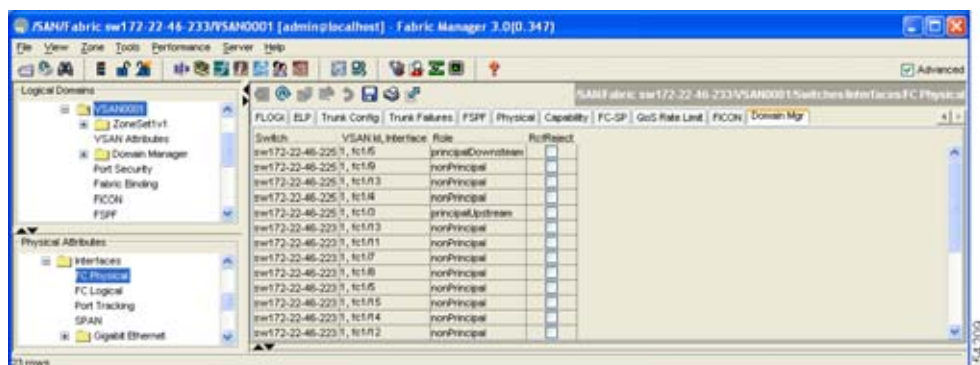 /SAN/Fabric sw172-22-46-233/VSAN0001 [admin@localhost] - Fabric Manager 3.0(0.347)
File View Zone Tools Performance Server Help
Advanced
Logical Domains
VSAN0001
ZoneSet1v1
VSAN Attributes
Domain Manager
Port Security
Fabric Binding
FICON
FSPF
Physical Attributes
Interfaces
FC Physical
FC Logical
Port Tracking
SPAN
Gigabit Ethernet
/SAN/Fabric sw172-22-46-233/VSAN0001/Switches/Interfaces/FC Physical
FLOGI ELP Trunk Config Trunk Failures FSPF Physical Capability FC-SP QoS Rate Limit FICON Domain Mgr
Switch VSAN Id, Interface Role RcfReject
sw172-22-46-225 1, fc1/5 principalDownstream
sw172-22-46-225 1, fc1/9 nonPrincipal
sw172-22-46-225 1, fc1/13 nonPrincipal
sw172-22-46-225 1, fc1/4 nonPrincipal
sw172-22-46-225 1, fc1/3 principalUpstream
sw172-22-46-223 1, fc1/13 nonPrincipal
sw172-22-46-223 1, fc1/11 nonPrincipal
sw172-22-46-223 1, fc1/7 nonPrincipal
sw172-22-46-223 1, fc1/8 nonPrincipal
sw172-22-46-223 1, fc1/5 nonPrincipal
sw172-22-46-223 1, fc1/15 nonPrincipal
sw172-22-46-223 1, fc1/14 nonPrincipal
sw172-22-46-223 1, fc1/12 nonPrincipal
23 rows